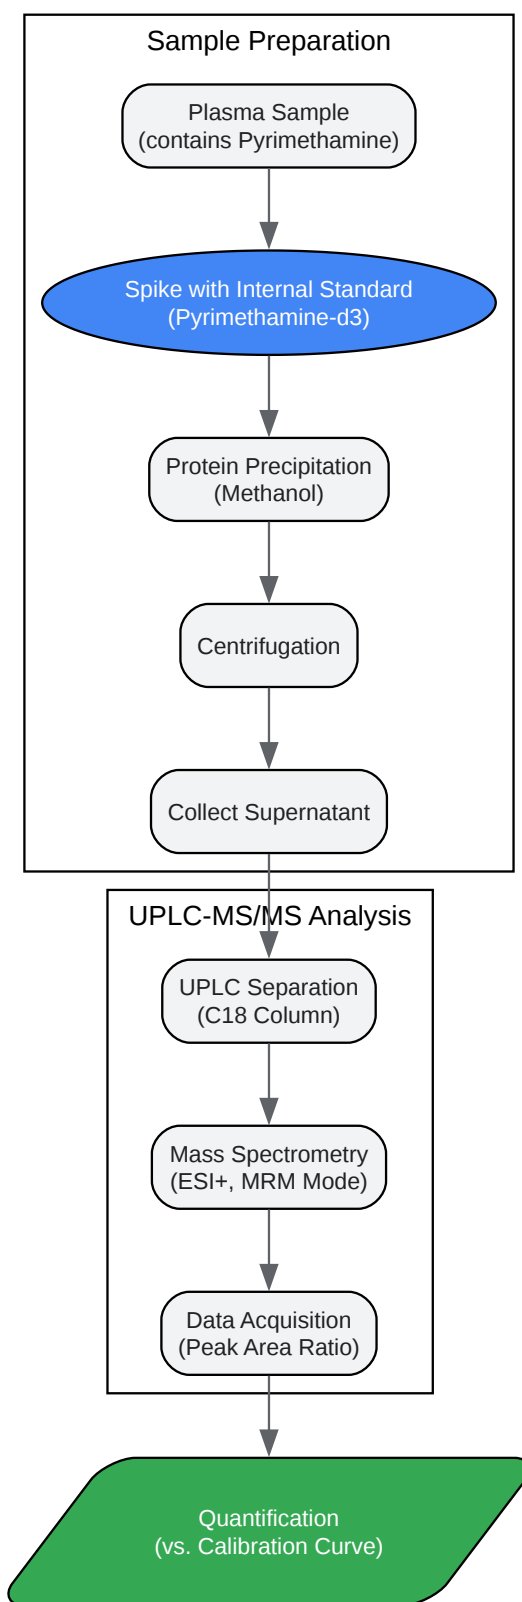 Sample Preparation
Plasma Sample
(contains Pyrimethamine)
Spike with Internal Standard
(Pyrimethamine-d3)
Protein Precipitation
(Methanol)
Centrifugation
Collect Supernatant
UPLC-MS/MS Analysis
UPLC Separation
(C18 Column)
Mass Spectrometry
(ESI+, MRM Mode)
Data Acquisition
(Peak Area Ratio)
Quantification
(vs. Calibration Curve)